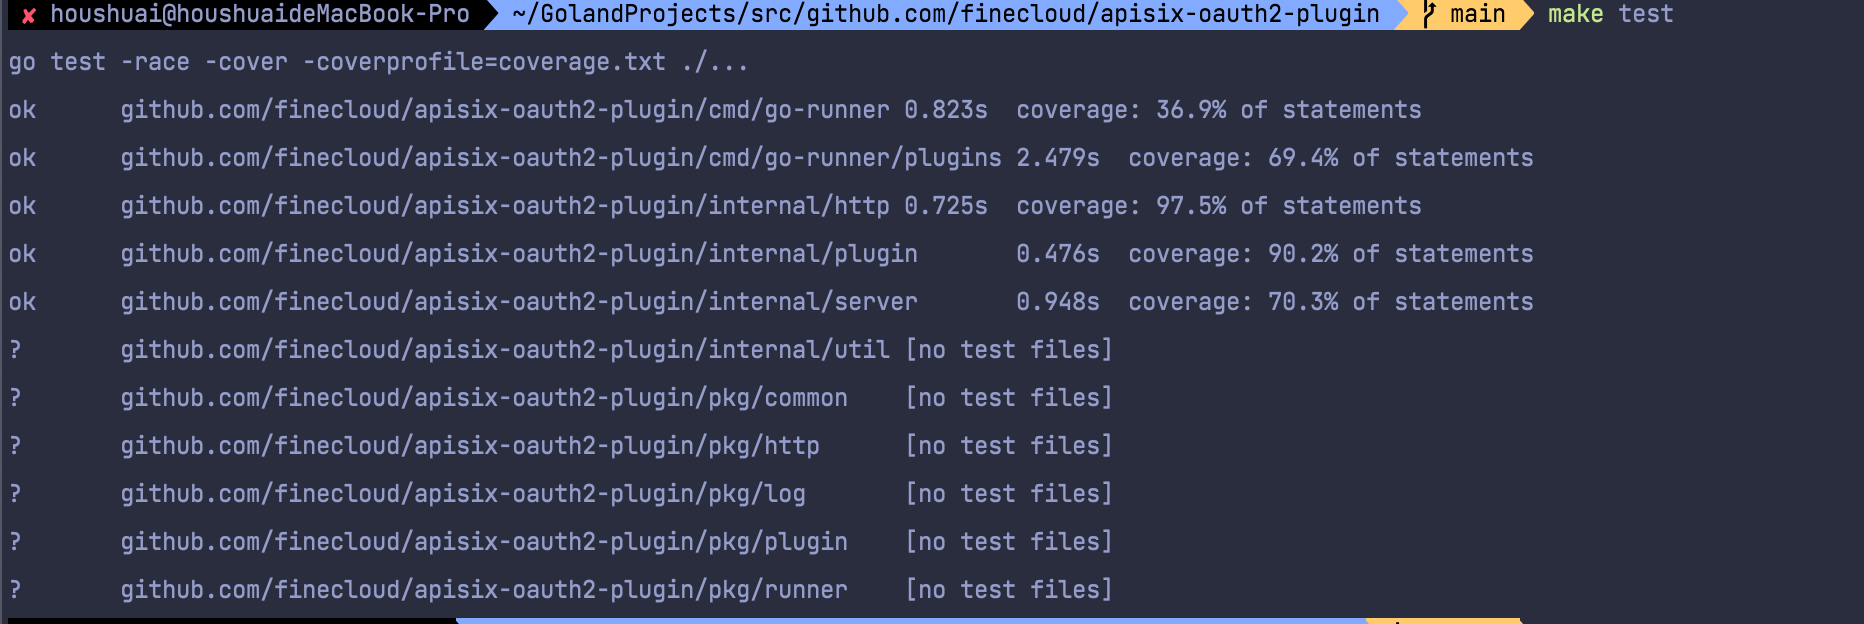 ✘ houshuai@houshuaideMacBook-Pro ~/GolandProjects/src/github.com/finecloud/apisix-oauth2-plugin main make test
go test -race -cover -coverprofile=coverage.txt ./...
ok github.com/finecloud/apisix-oauth2-plugin/cmd/go-runner 0.823s coverage: 36.9% of statements
ok github.com/finecloud/apisix-oauth2-plugin/cmd/go-runner/plugins 2.479s coverage: 69.4% of statements
ok github.com/finecloud/apisix-oauth2-plugin/internal/http 0.725s coverage: 97.5% of statements
ok github.com/finecloud/apisix-oauth2-plugin/internal/plugin 0.476s coverage: 90.2% of statements
ok github.com/finecloud/apisix-oauth2-plugin/internal/server 0.948s coverage: 70.3% of statements
? github.com/finecloud/apisix-oauth2-plugin/internal/util [no test files]
? github.com/finecloud/apisix-oauth2-plugin/pkg/common [no test files]
? github.com/finecloud/apisix-oauth2-plugin/pkg/http [no test files]
? github.com/finecloud/apisix-oauth2-plugin/pkg/log [no test files]
? github.com/finecloud/apisix-oauth2-plugin/pkg/plugin [no test files]
? github.com/finecloud/apisix-oauth2-plugin/pkg/runner [no test files]